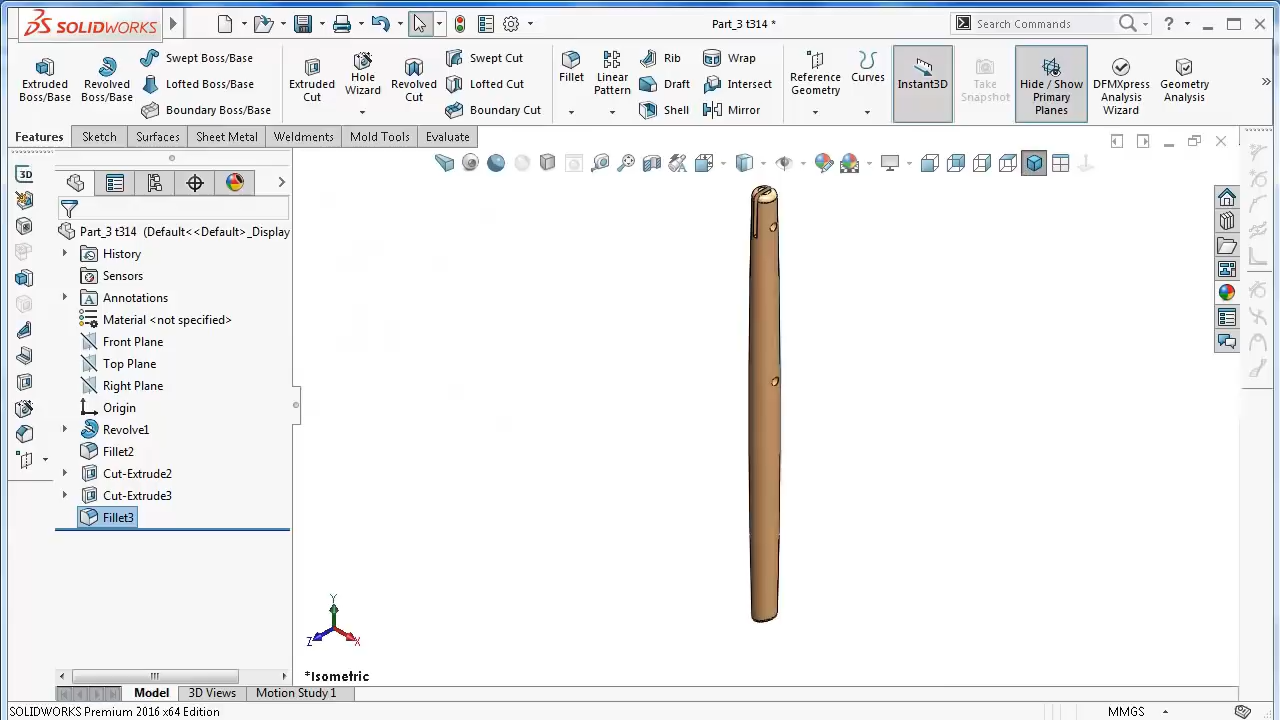 SOLIDWORKS
Part_3 t314 *
Search Commands
?
Extruded Boss/Base
Revolved Boss/Base
Swept Boss/Base
Lofted Boss/Base
Boundary Boss/Base
Extruded Cut
Hole Wizard
Revolved Cut
Swept Cut
Lofted Cut
Boundary Cut
Fillet
Linear Pattern
Rib
Draft
Shell
Wrap
Intersect
Mirror
Reference Geometry
Curves
Instant3D
Take Snapshot
Hide / Show Primary Planes
DFMXpress Analysis Wizard
Geometry Analysis
»
Features
Sketch
Surfaces
Sheet Metal
Weldments
Mold Tools
Evaluate
3D
Part_3 t314 (Default<<Default>_Display
History
Sensors
A
Annotations
Material <not specified>
Front Plane
Top Plane
Right Plane
Origin
Revolve1
Fillet2
Cut-Extrude2
Cut-Extrude3
Fillet3
Y
Z
X
*Isometric
Model
3D Views
Motion Study 1
SOLIDWORKS Premium 2016 x64 Edition
MMGS